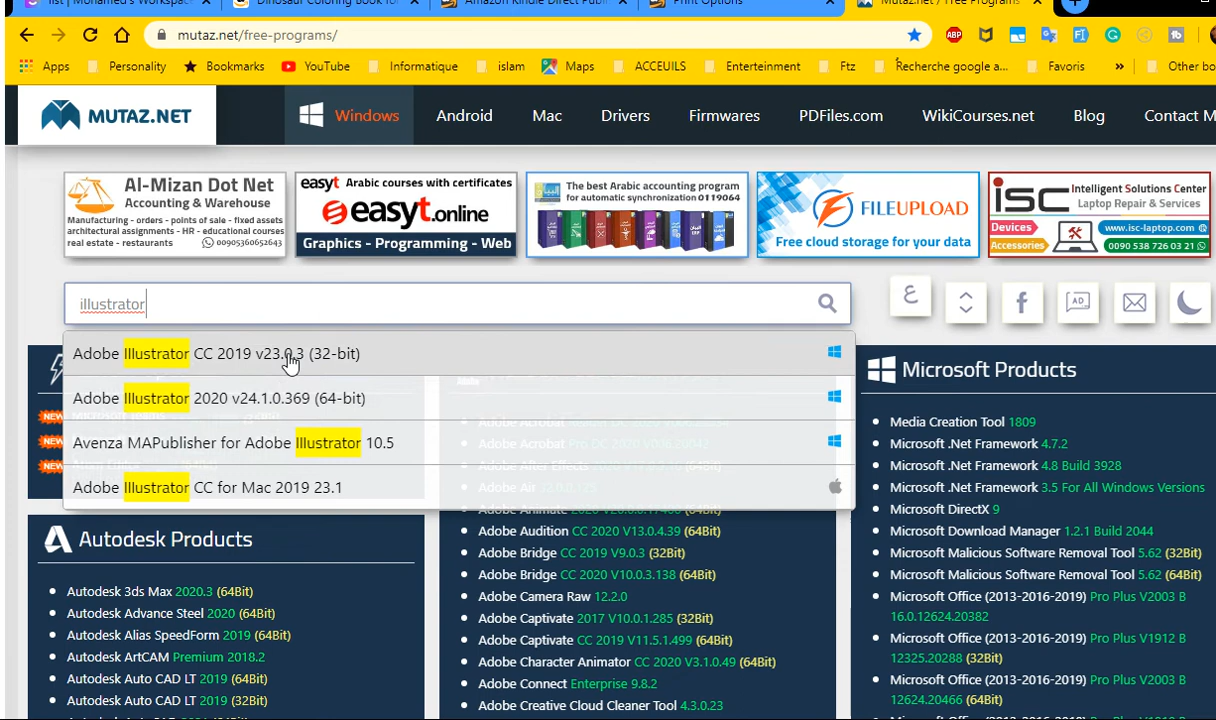 list | Mohamed's Workspace
Dinosaur Coloring Book for
Amazon Kindle Direct Publ
Print Options
Mutaz.net / Free Programs
mutaz.net/free-programs/
Apps
Personality
Bookmarks
YouTube
Informatique
islam
Maps
ACCEUILS
Enterteinment
Ftz
Recherche google a...
Favoris
»
Other bo
MUTAZ.NET
Windows
Android
Mac
Drivers
Firmwares
PDFiles.com
WikiCourses.net
Blog
Contact M
Al-Mizan Dot Net
Accounting & Warehouse
Manufacturing - orders - points of sale - fixed assets
architectural assignments - HR - educational courses
real estate - restaurants 00905360652643
easyt Arabic courses with certificates
easyt.online
Graphics - Programming - Web
The best Arabic accounting program
for automatic synchronization 0119064
FILEUPLOAD
Free cloud storage for your data
isc Intelligent Solutions Center
Laptop Repair & Services
Devices
www.isc-laptop.com
Accessories
0090 538 726 03 21
illustrator
ع
AD
Adobe Illustrator CC 2019 v23.0.3 (32-bit)
Adobe Illustrator 2020 v24.1.0.369 (64-bit)
Avenza MAPublisher for Adobe Illustrator 10.5
Adobe Illustrator CC for Mac 2019 23.1
NEW
NEW
NEW
Autodesk Products
Autodesk 3ds Max 2020.3 (64Bit)
Autodesk Advance Steel 2020 (64Bit)
Autodesk Alias SpeedForm 2019 (64Bit)
Autodesk ArtCAM Premium 2018.2
Autodesk Auto CAD LT 2019 (64Bit)
Autodesk Auto CAD LT 2019 (32Bit)
Adobe Audition CC 2020 V13.0.4.39 (64Bit)
Adobe Bridge CC 2019 V9.0.3 (32Bit)
Adobe Bridge CC 2020 V10.0.3.138 (64Bit)
Adobe Camera Raw 12.2.0
Adobe Captivate 2017 V10.0.1.285 (32Bit)
Adobe Captivate CC 2019 V11.5.1.499 (64Bit)
Adobe Character Animator CC 2020 V3.1.0.49 (64Bit)
Adobe Connect Enterprise 9.8.2
Adobe Creative Cloud Cleaner Tool 4.3.0.23
Microsoft Products
Media Creation Tool 1809
Microsoft .Net Framework 4.7.2
Microsoft .Net Framework 4.8 Build 3928
Microsoft .Net Framework 3.5 For All Windows Versions
Microsoft DirectX 9
Microsoft Download Manager 1.2.1 Build 2044
Microsoft Malicious Software Removal Tool 5.62 (32Bit)
Microsoft Malicious Software Removal Tool 5.62 (64Bit)
Microsoft Office (2013-2016-2019) Pro Plus V2003 B
16.0.12624.20382
Microsoft Office (2013-2016-2019) Pro Plus V1912 B
12325.20288 (32Bit)
Microsoft Office (2013-2016-2019) Pro Plus V2003 B
12624.20466 (64Bit)